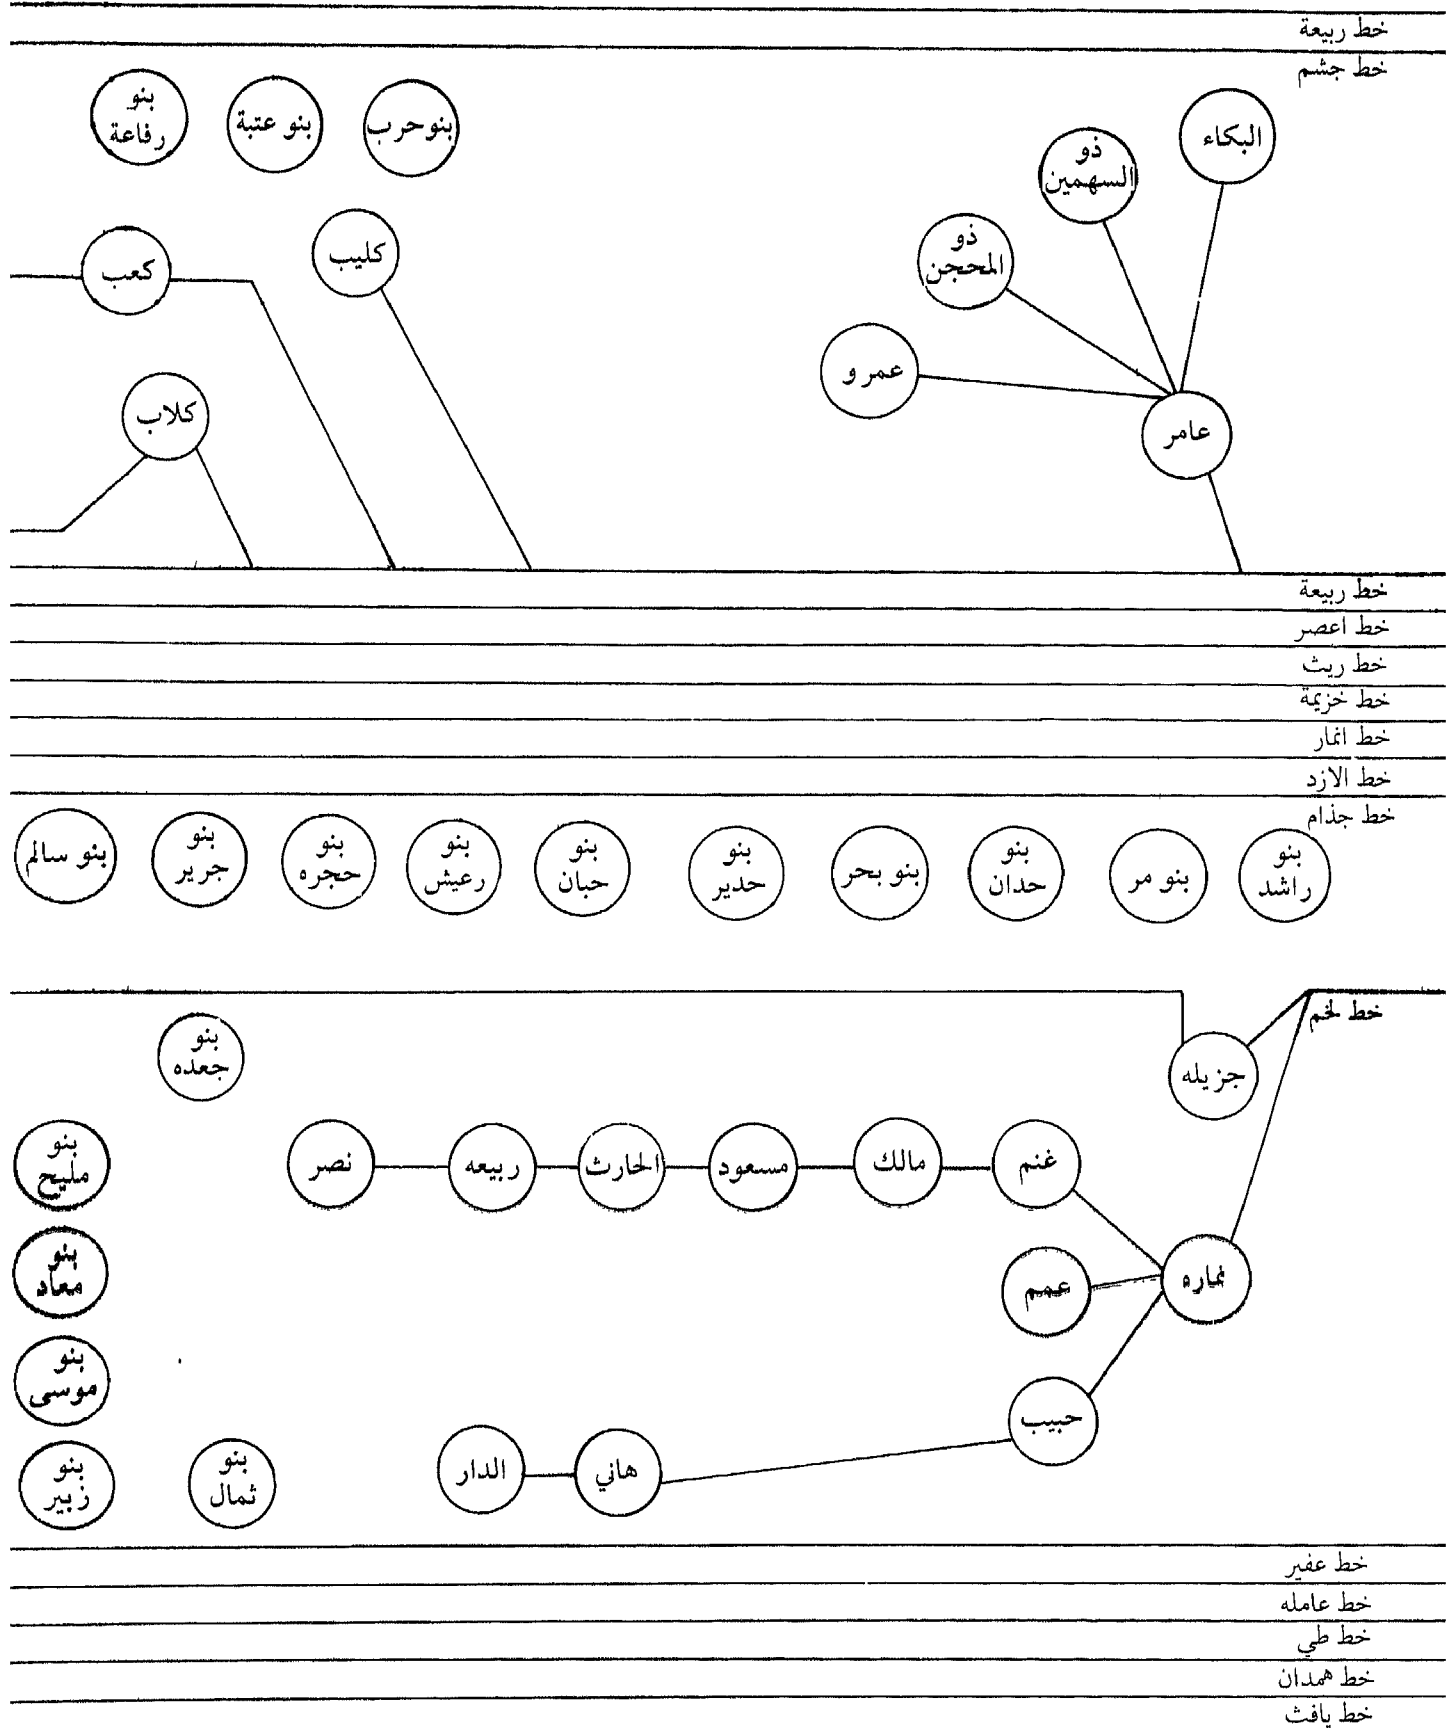 خط ربيعة
خط جشم
البكاء
ذو
السهمين
ذو
المحجن
عمرو
عامر
بنو حرب
بنو عتبة
بنو
رفاعة
كليب
كعب
كلاب
خط ربيعة
خط اعصر
خط ريث
خط خزيمة
خط انمار
خط الازد
خط جذام
بنو
راشد
بنو مر
بنو
حدان
بنو بحر
بنو
حدير
بنو
حبان
بنو
رعيش
بنو
حجره
بنو
جرير
بنو سالم
خط لخم
جزيله
بنو
جعده
غنم
مالك
مسعود
الحارث
ربيعه
نصر
بنو
مليح
نماره
عمم
بنو
معاد
حبيب
بنو
موسى
هاني
الدار
بنو
ثمال
بنو
زبير
خط عفير
خط عامله
خط طي
خط همدان
خط يافث